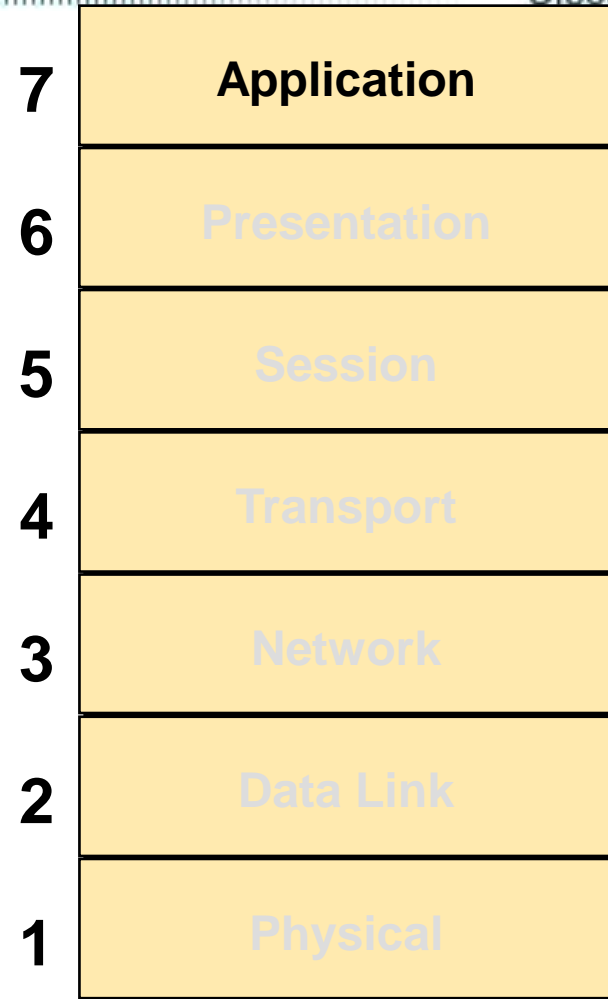 7 Application
6 Presentation
5 Session
4 Transport
3 Network
2 Data Link
1 Physical